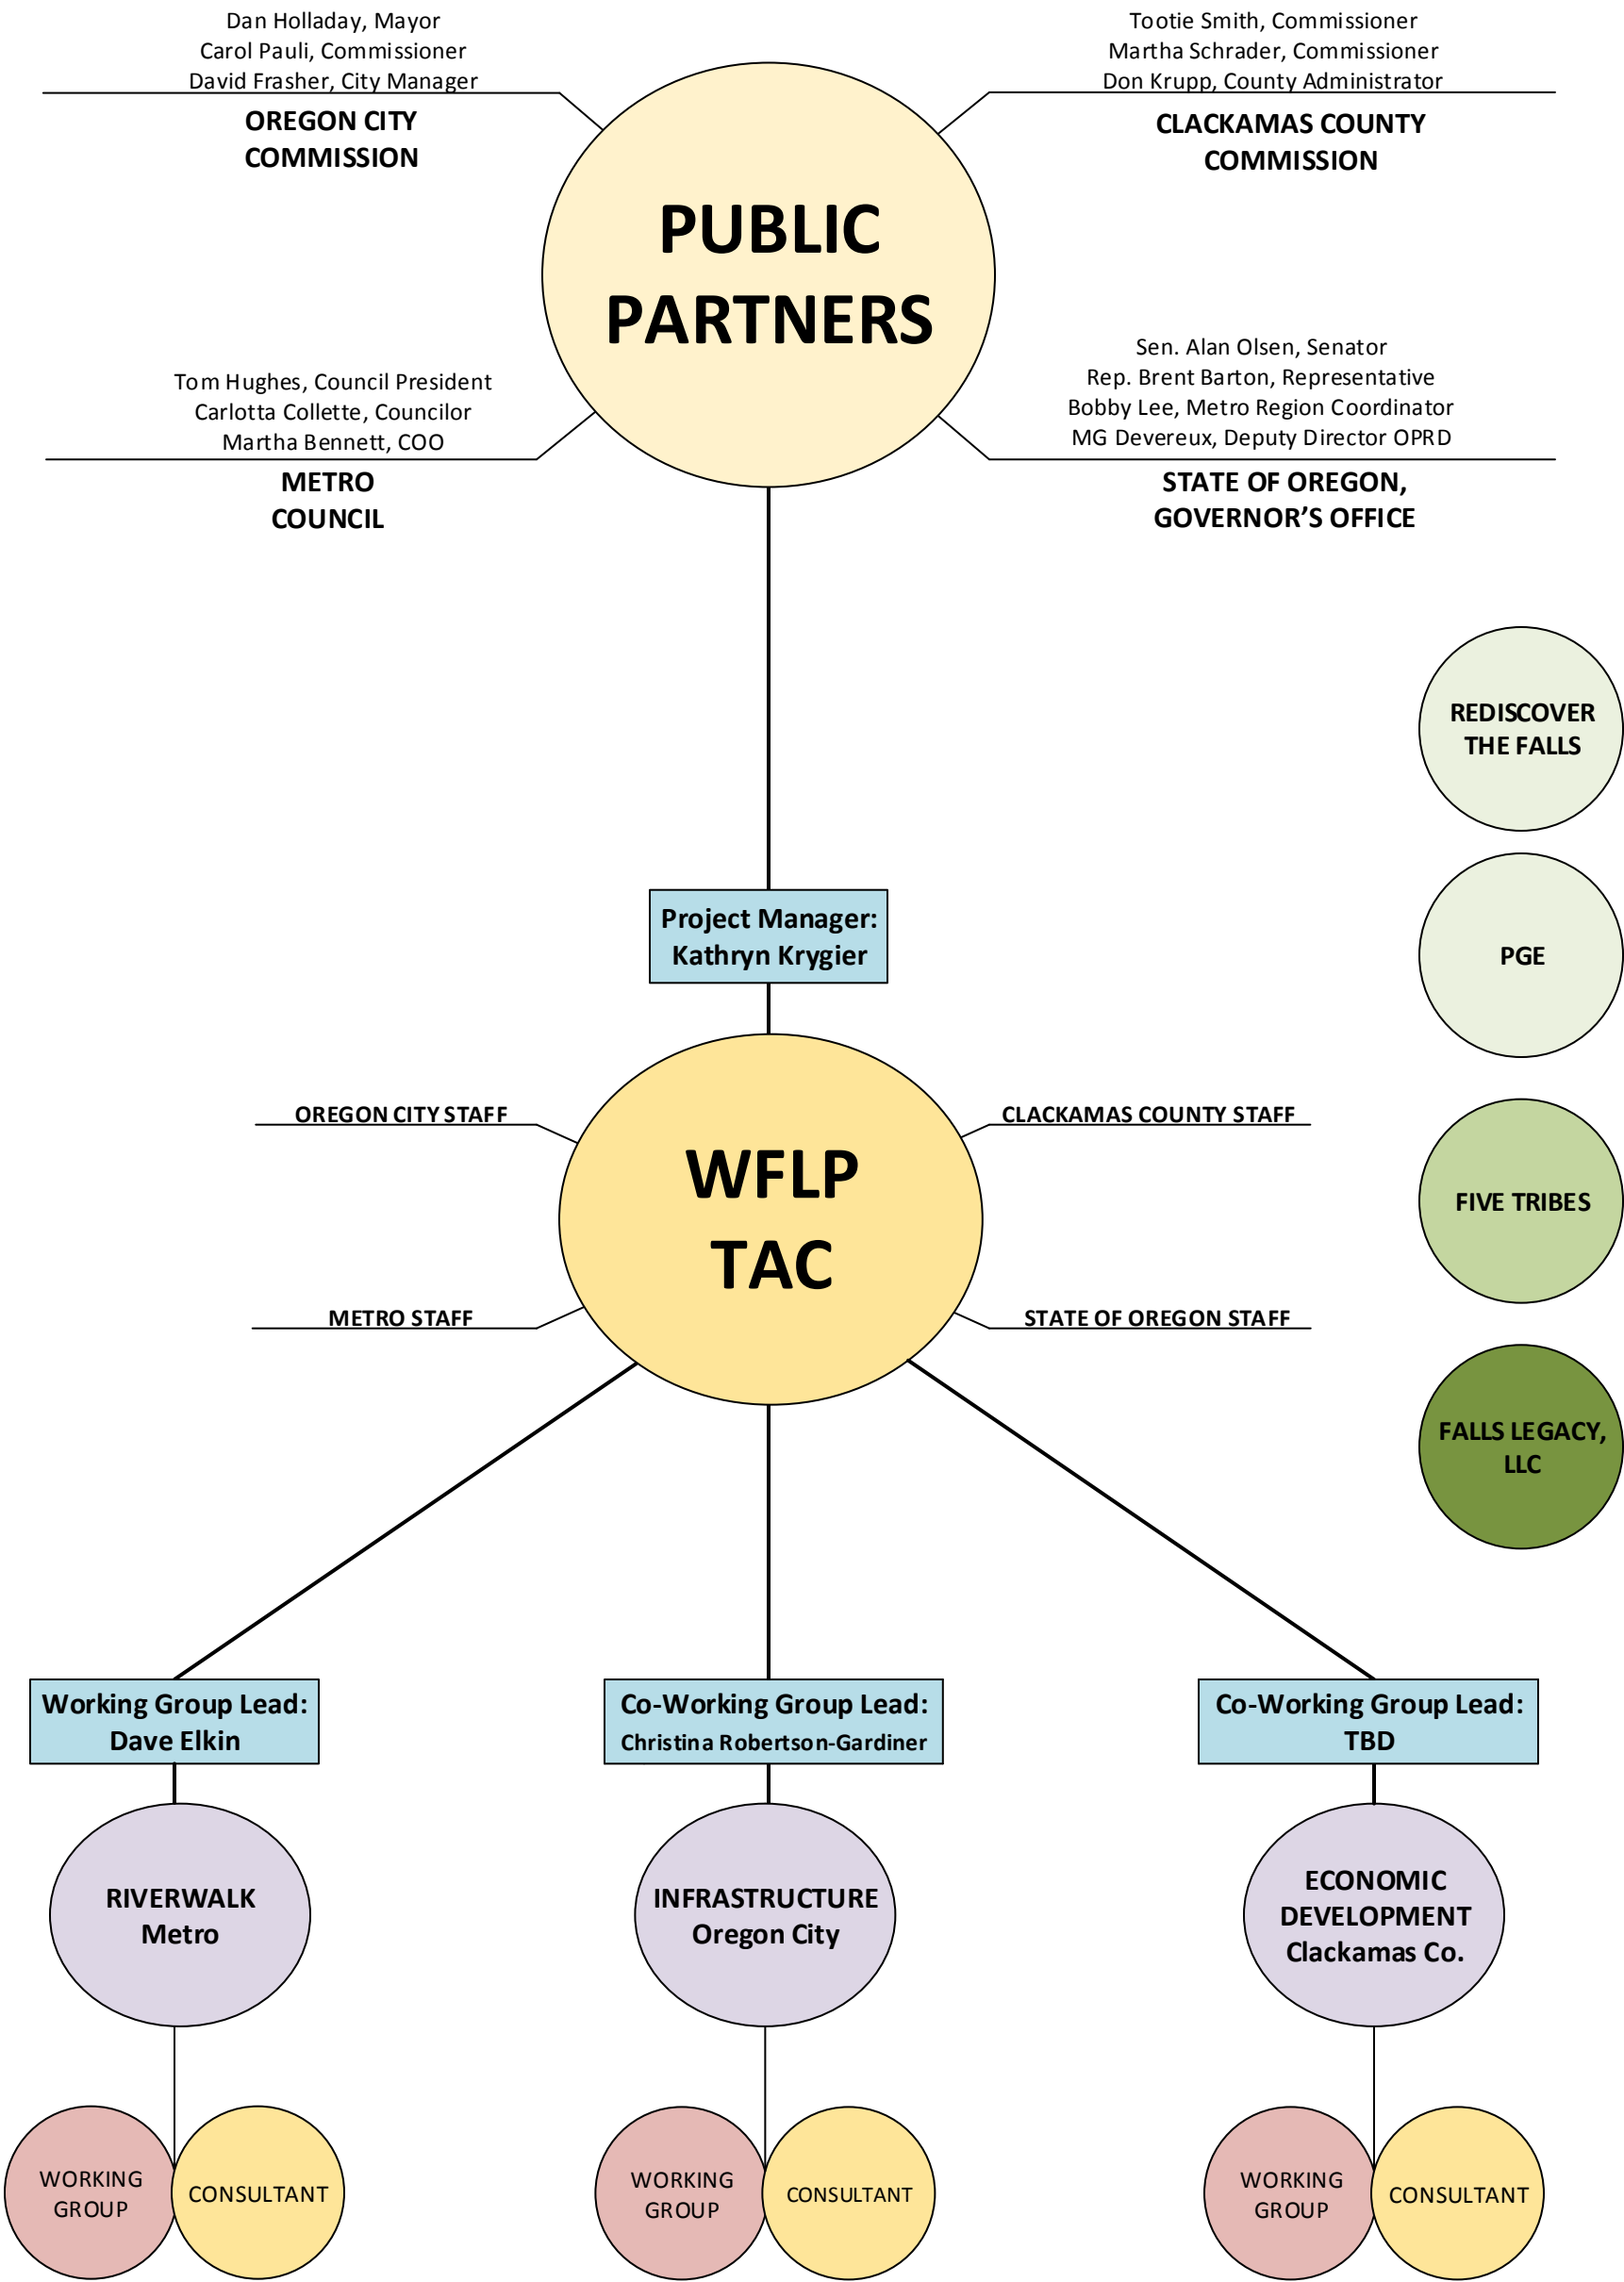 Dan Holladay, Mayor
Carol Pauli, Commissioner
David Frasher, City Manager
OREGON CITY
COMMISSION
Tootie Smith, Commissioner
Martha Schrader, Commissioner
Don Krupp, County Administrator
CLACKAMAS COUNTY
COMMISSION
PUBLIC
PARTNERS
Tom Hughes, Council President
Carlotta Collette, Councilor
Martha Bennett, COO
METRO
COUNCIL
Sen. Alan Olsen, Senator
Rep. Brent Barton, Representative
Bobby Lee, Metro Region Coordinator
MG Devereux, Deputy Director OPRD
STATE OF OREGON,
GOVERNOR’S OFFICE
REDISCOVER
THE FALLS
PGE
FIVE TRIBES
FALLS LEGACY,
LLC
Project Manager:
Kathryn Krygier
OREGON CITY STAFF
CLACKAMAS COUNTY STAFF
WFLP
TAC
METRO STAFF
STATE OF OREGON STAFF
Working Group Lead:
Dave Elkin
Co-Working Group Lead:
Christina Robertson-Gardiner
Co-Working Group Lead:
TBD
RIVERWALK
Metro
INFRASTRUCTURE
Oregon City
ECONOMIC
DEVELOPMENT
Clackamas Co.
WORKING
GROUP
CONSULTANT
WORKING
GROUP
CONSULTANT
WORKING
GROUP
CONSULTANT